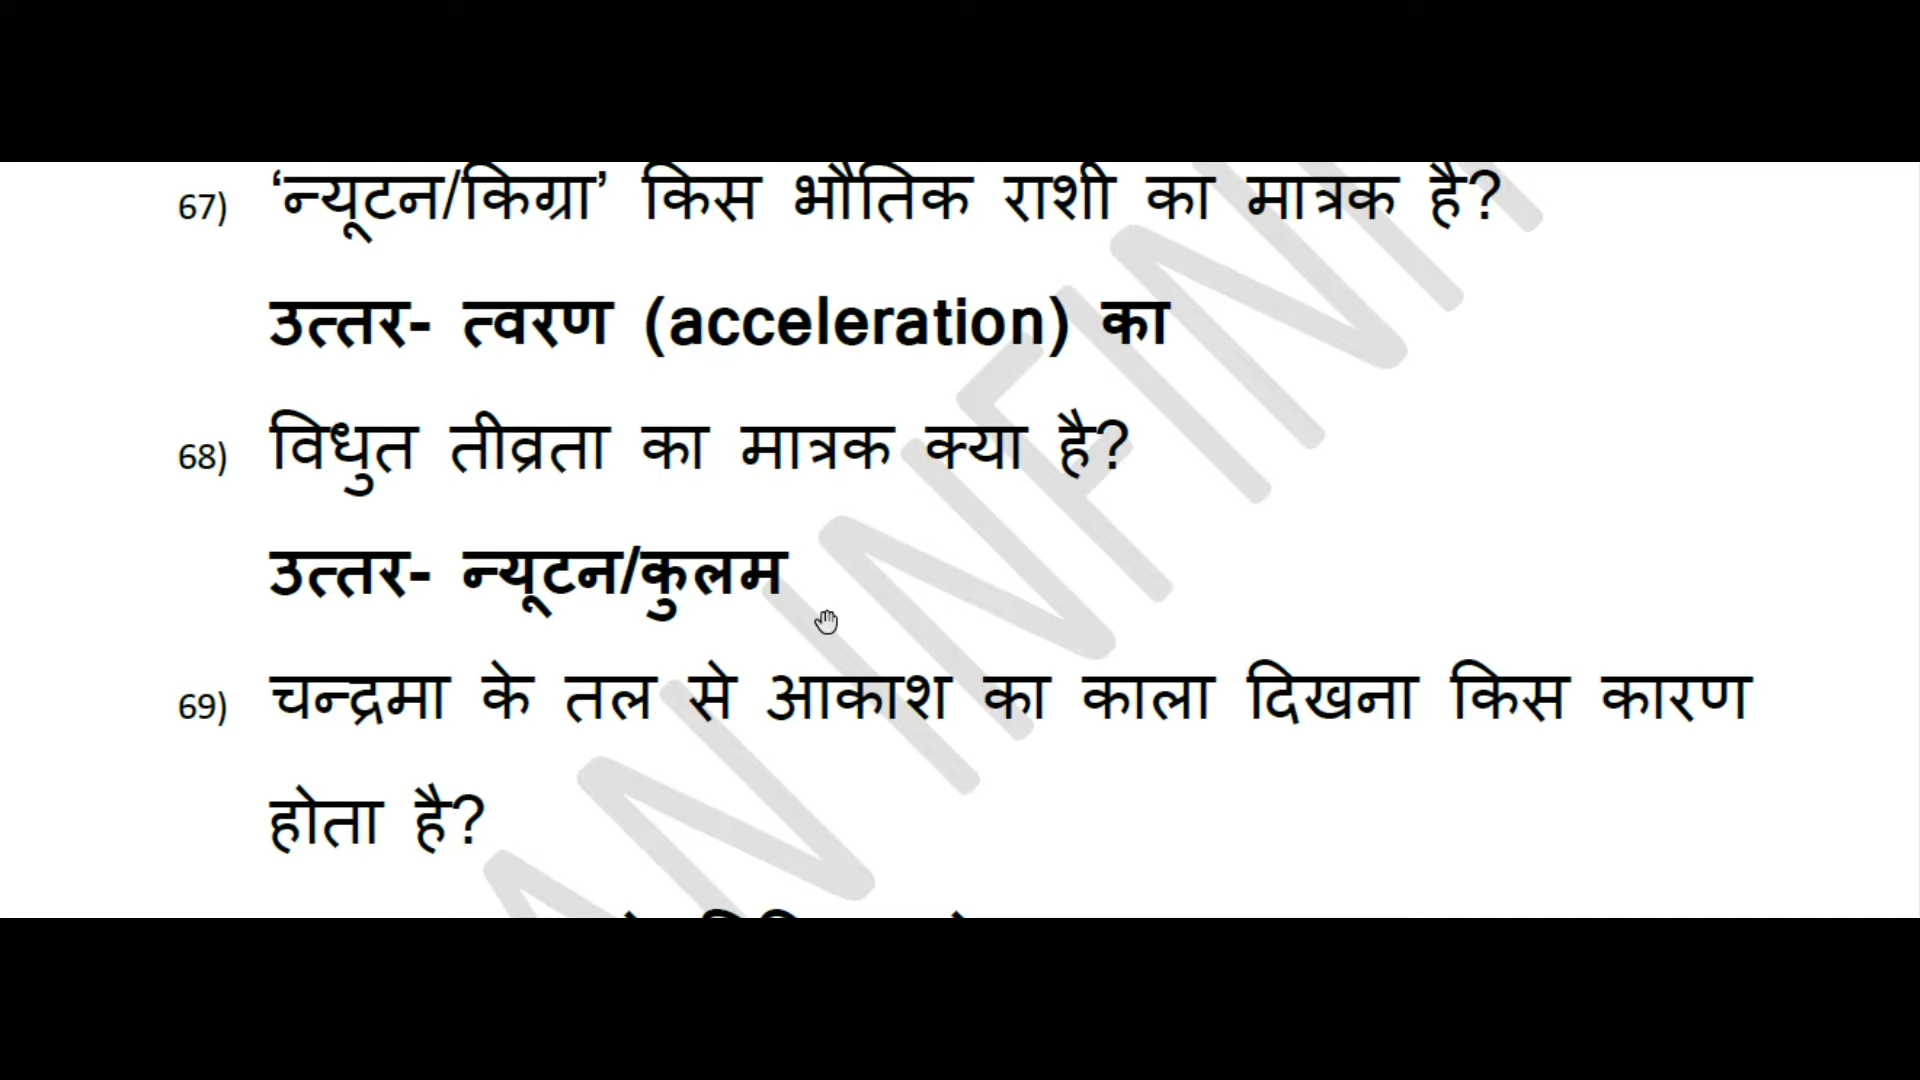 67) ‘न्यूटन/किग्रा’ किस भौतिक राशी का मात्रक है?
उत्तर- त्वरण (acceleration) का
68) विधुत तीव्रता का मात्रक क्या है?
उत्तर- न्यूटन/कुलम
69) चन्द्रमा के तल से आकाश का काला दिखना किस कारण
होता है?